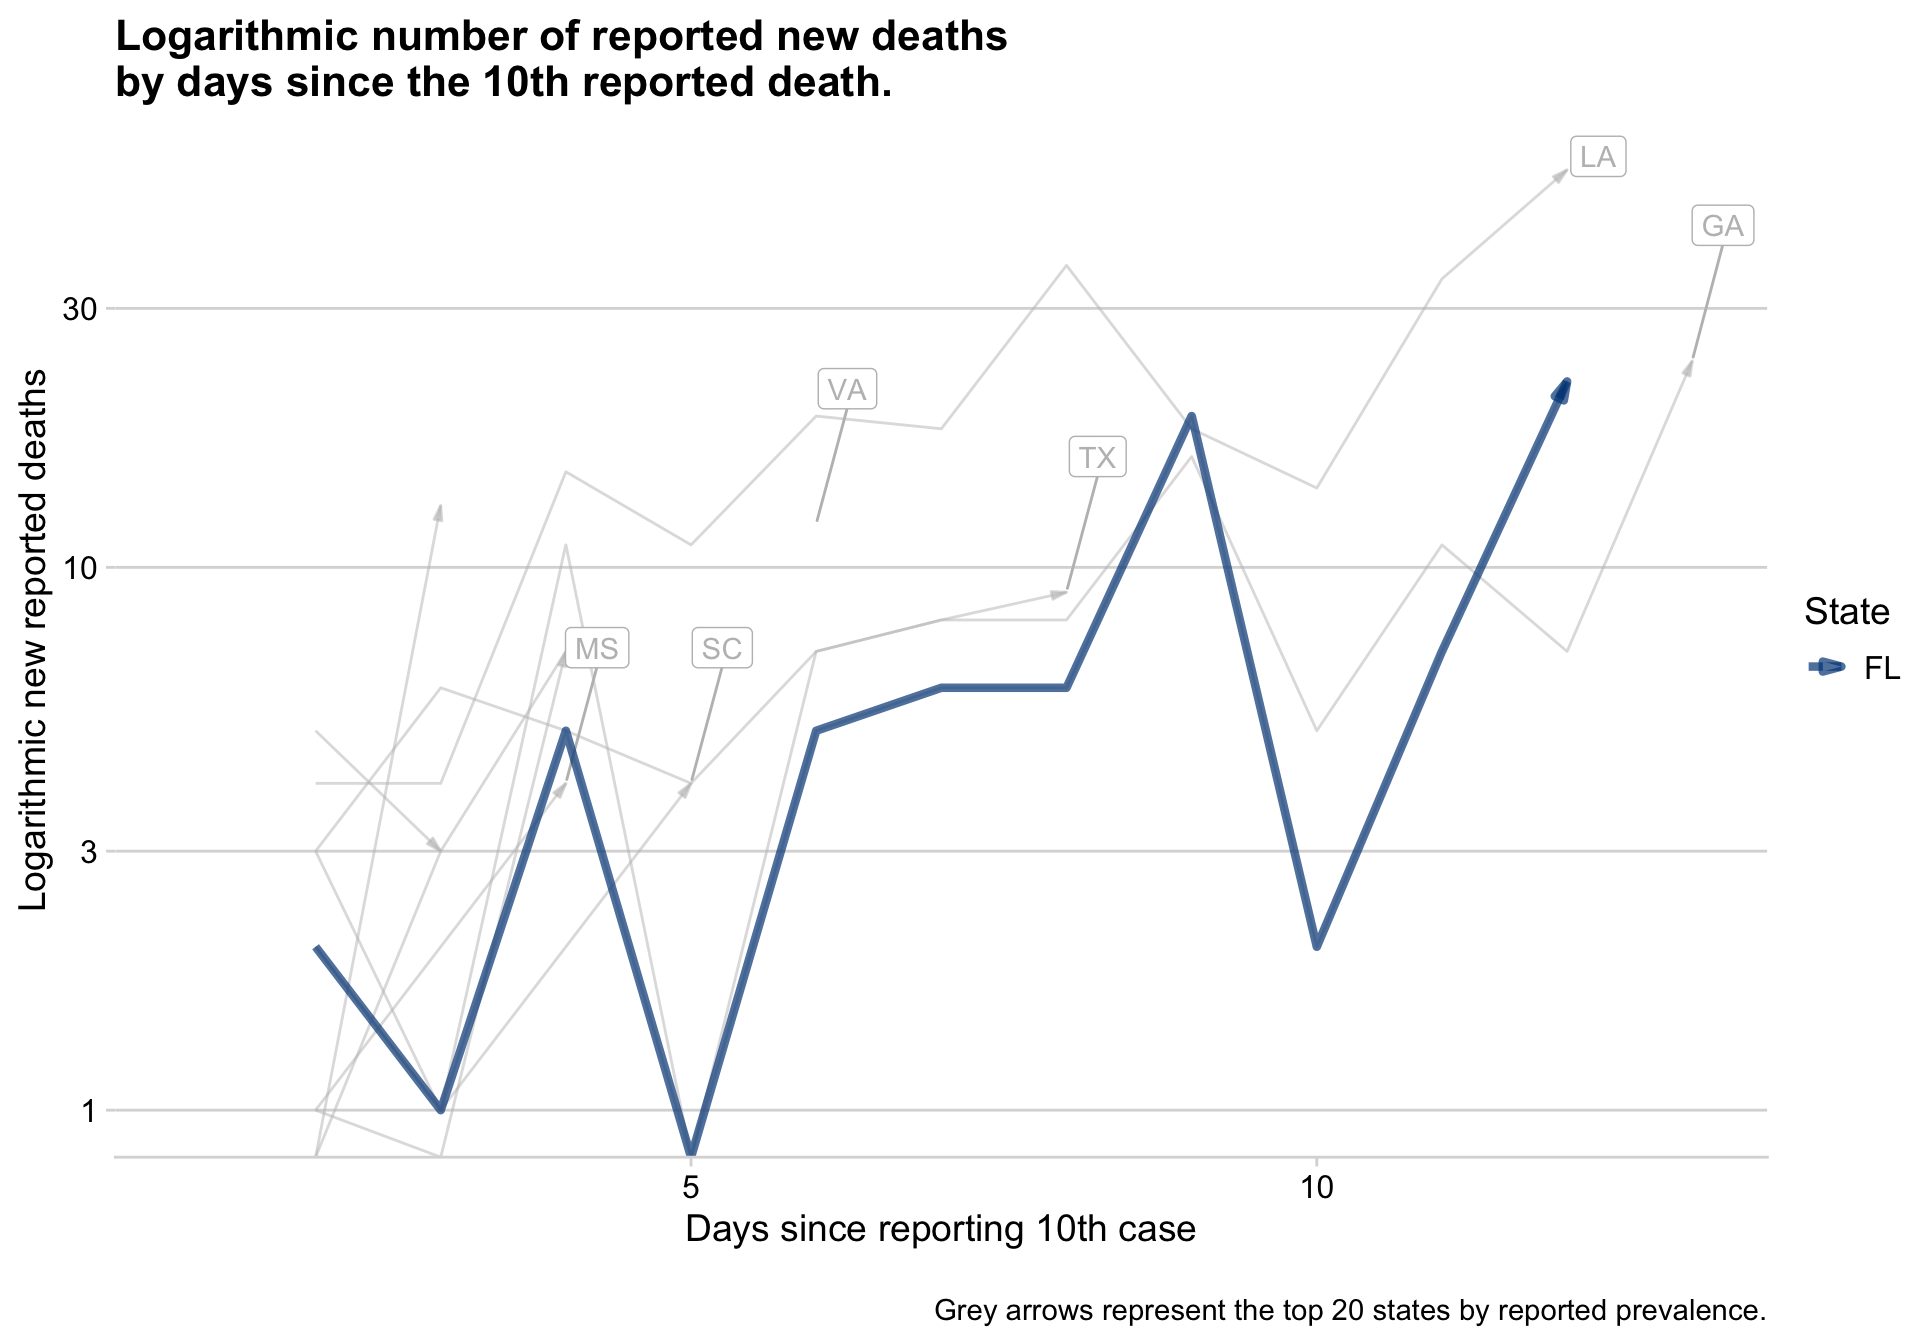 Logarithmic number of reported new deaths
by days since the 10th reported death.
LA
GA
30
VA
TX
10
MS
SC
3
1
Logarithmic new reported deaths
State
FL
5
10
Days since reporting 10th case
Grey arrows represent the top 20 states by reported prevalence.